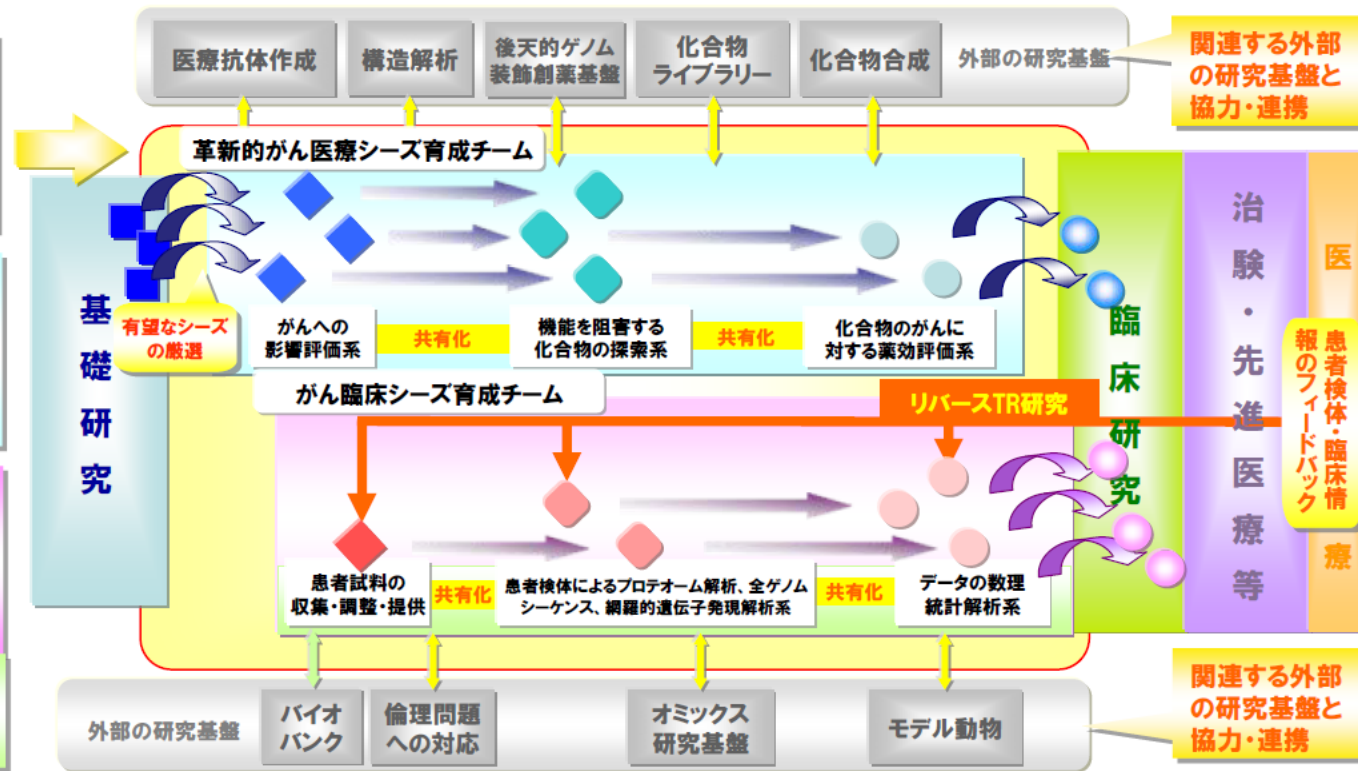 医療抗体作成
構造解析
後天的ゲノム
装飾創薬基盤
化合物
ライブラリー
化合物合成
外部の研究基盤
関連する外部
の研究基盤と
協力・連携
革新的がん医療シーズ育成チーム
基礎研究
有望なシーズ
の厳選
がんへの
影響評価系
共有化
機能を阻害する
化合物の探索系
共有化
化合物のがんに
対する薬効評価系
臨床研究
治験・先進医療等
医療
患者検体・臨床情
報のフィードバック
がん臨床シーズ育成チーム
リバースTR研究
患者試料の
収集・調整・提供
共有化
患者検体によるプロテオーム解析、全ゲノム
シーケンス、網羅的遺伝子発現解析系
共有化
データの数理
統計解析系
外部の研究基盤
バイオ
バンク
倫理問題
への対応
オミックス
研究基盤
モデル動物
関連する外部
の研究基盤と
協力・連携